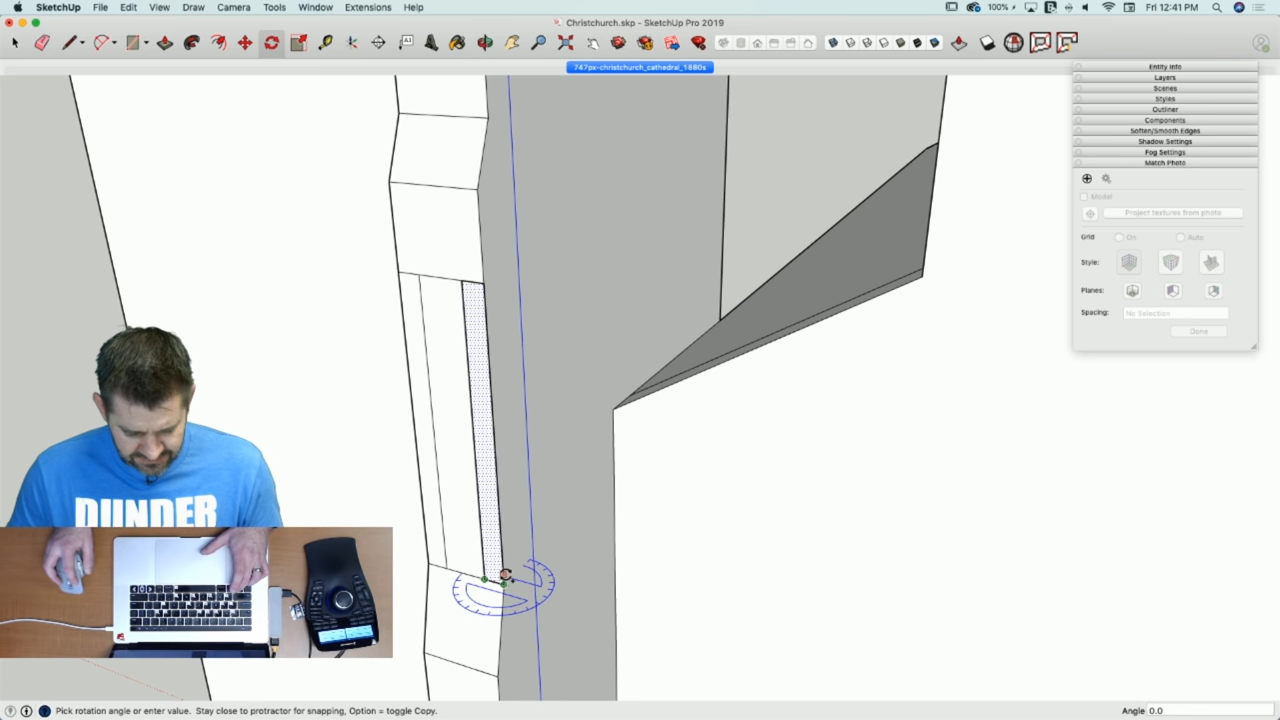 SketchUp File Edit View Draw Camera Tools Window Extensions Help
100% Fri 12:41 PM
Christchurch.skp - SketchUp Pro 2019
747px-christchurch_cathedral_1880s
Entity Info
Layers
Scenes
Styles
Outliner
Components
Soften/Smooth Edges
Shadow Settings
Fog Settings
Match Photo
Model
Project textures from photo
Grid On Auto
Style:
Planes:
Spacing: No Selection
Done
DUNDER
Pick rotation angle or enter value. Stay close to protractor for snapping, Option = toggle Copy.
Angle 0.0